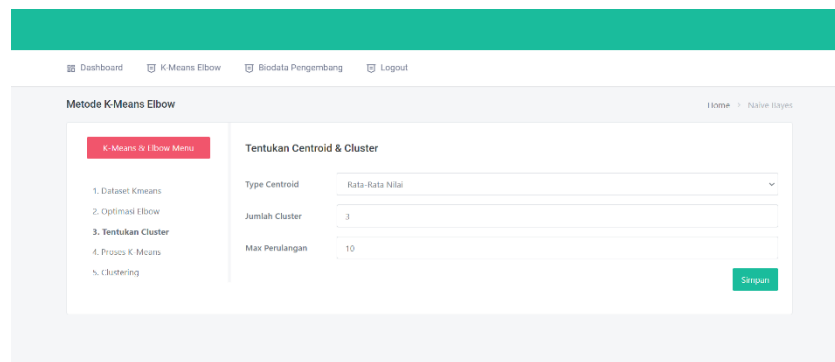 Dashboard K-Means Elbow Biodata Pengembang Logout
Metode K-Means Elbow Home > Naive Bayes
K-Means & Elbow Menu
1. Dataset Kmeans
2. Optimasi Elbow
3. Tentukan Cluster
4. Proses K-Means
5. Clustering
Tentukan Centroid & Cluster
Type Centroid Rata-Rata Nilai
Jumlah Cluster 3
Max Perulangan 10
Simpan